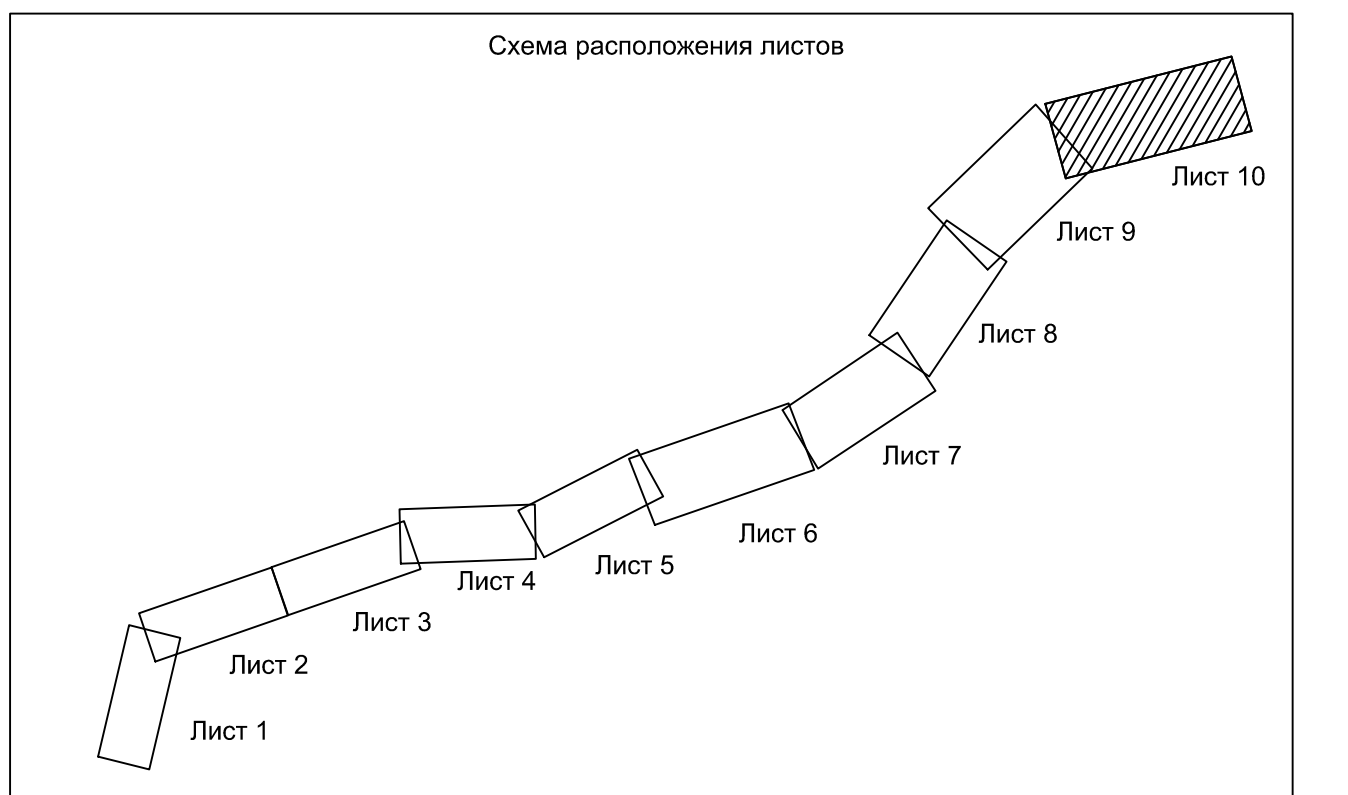 Схема расположения листов
Лист 10
Лист 9
Лист 8
Лист 7
Лист 6
Лист 5
Лист 4
Лист 3
Лист 2
Лист 1